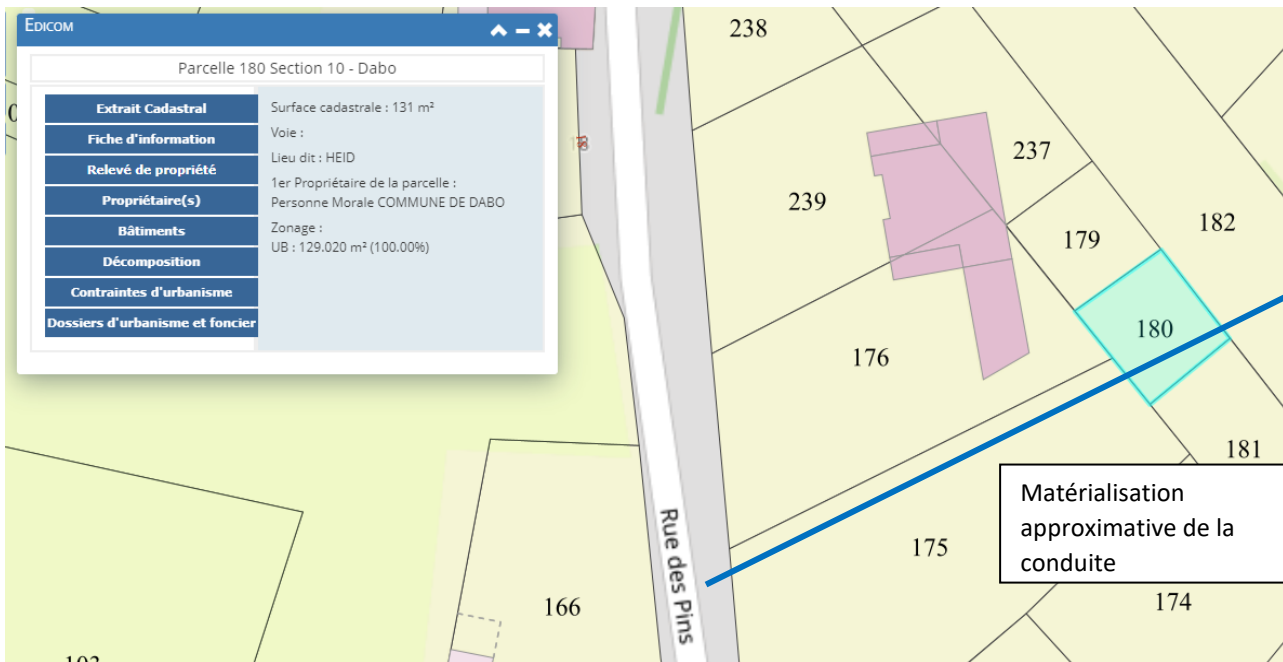 EDICOM
Parcelle 180 Section 10 - Dabo
Extrait Cadastral
Fiche d'information
Relevé de propriété
Propriétaire(s)
Bâtiments
Décomposition
Contraintes d'urbanisme
Dossiers d'urbanisme et foncier
Surface cadastrale : 131 m²
Voie :
Lieu dit : HEID
1er Propriétaire de la parcelle :
Personne Morale COMMUNE DE DABO
Zonage :
UB : 129.020 m² (100.00%)
238
237
239
182
179
180
176
181
Matérialisation
approximative de la
conduite
175
174
166
Rue des Pins